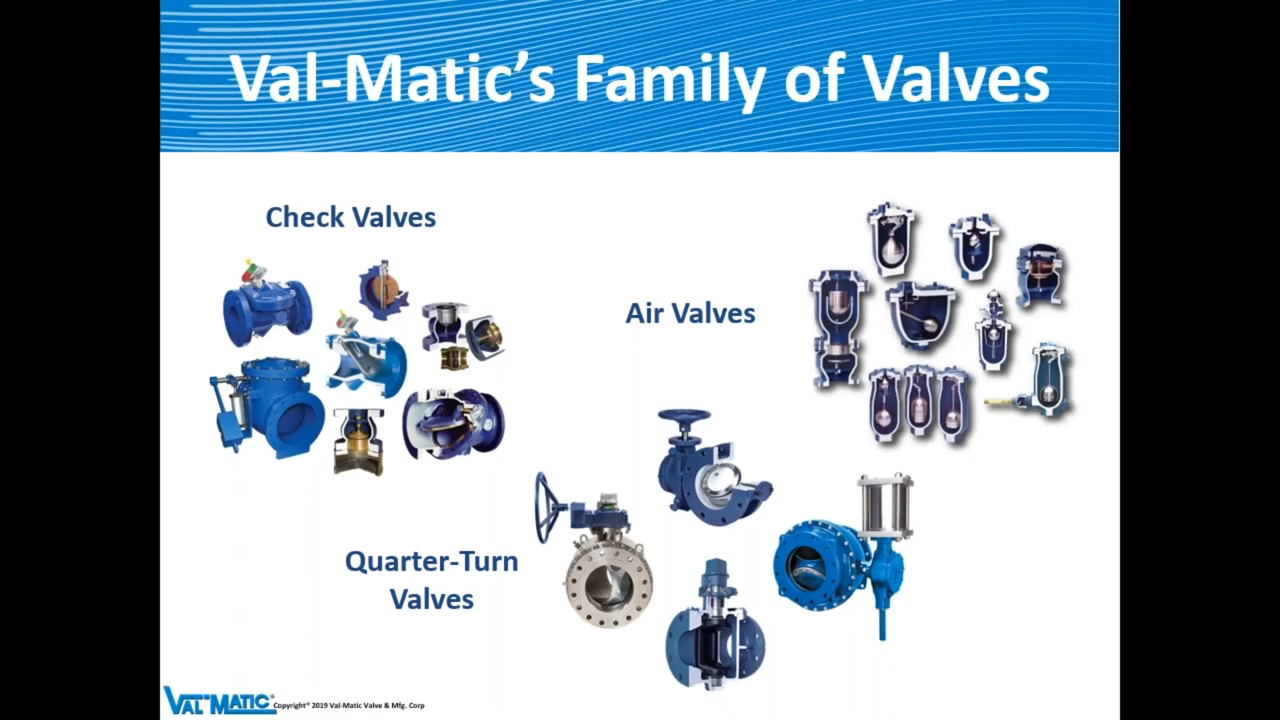 Val-Matic’s Family of Valves
Check Valves
Air Valves
Quarter-Turn
Valves
VAL MATIC® Copyright® 2019 Val-Matic Valve & Mfg. Corp